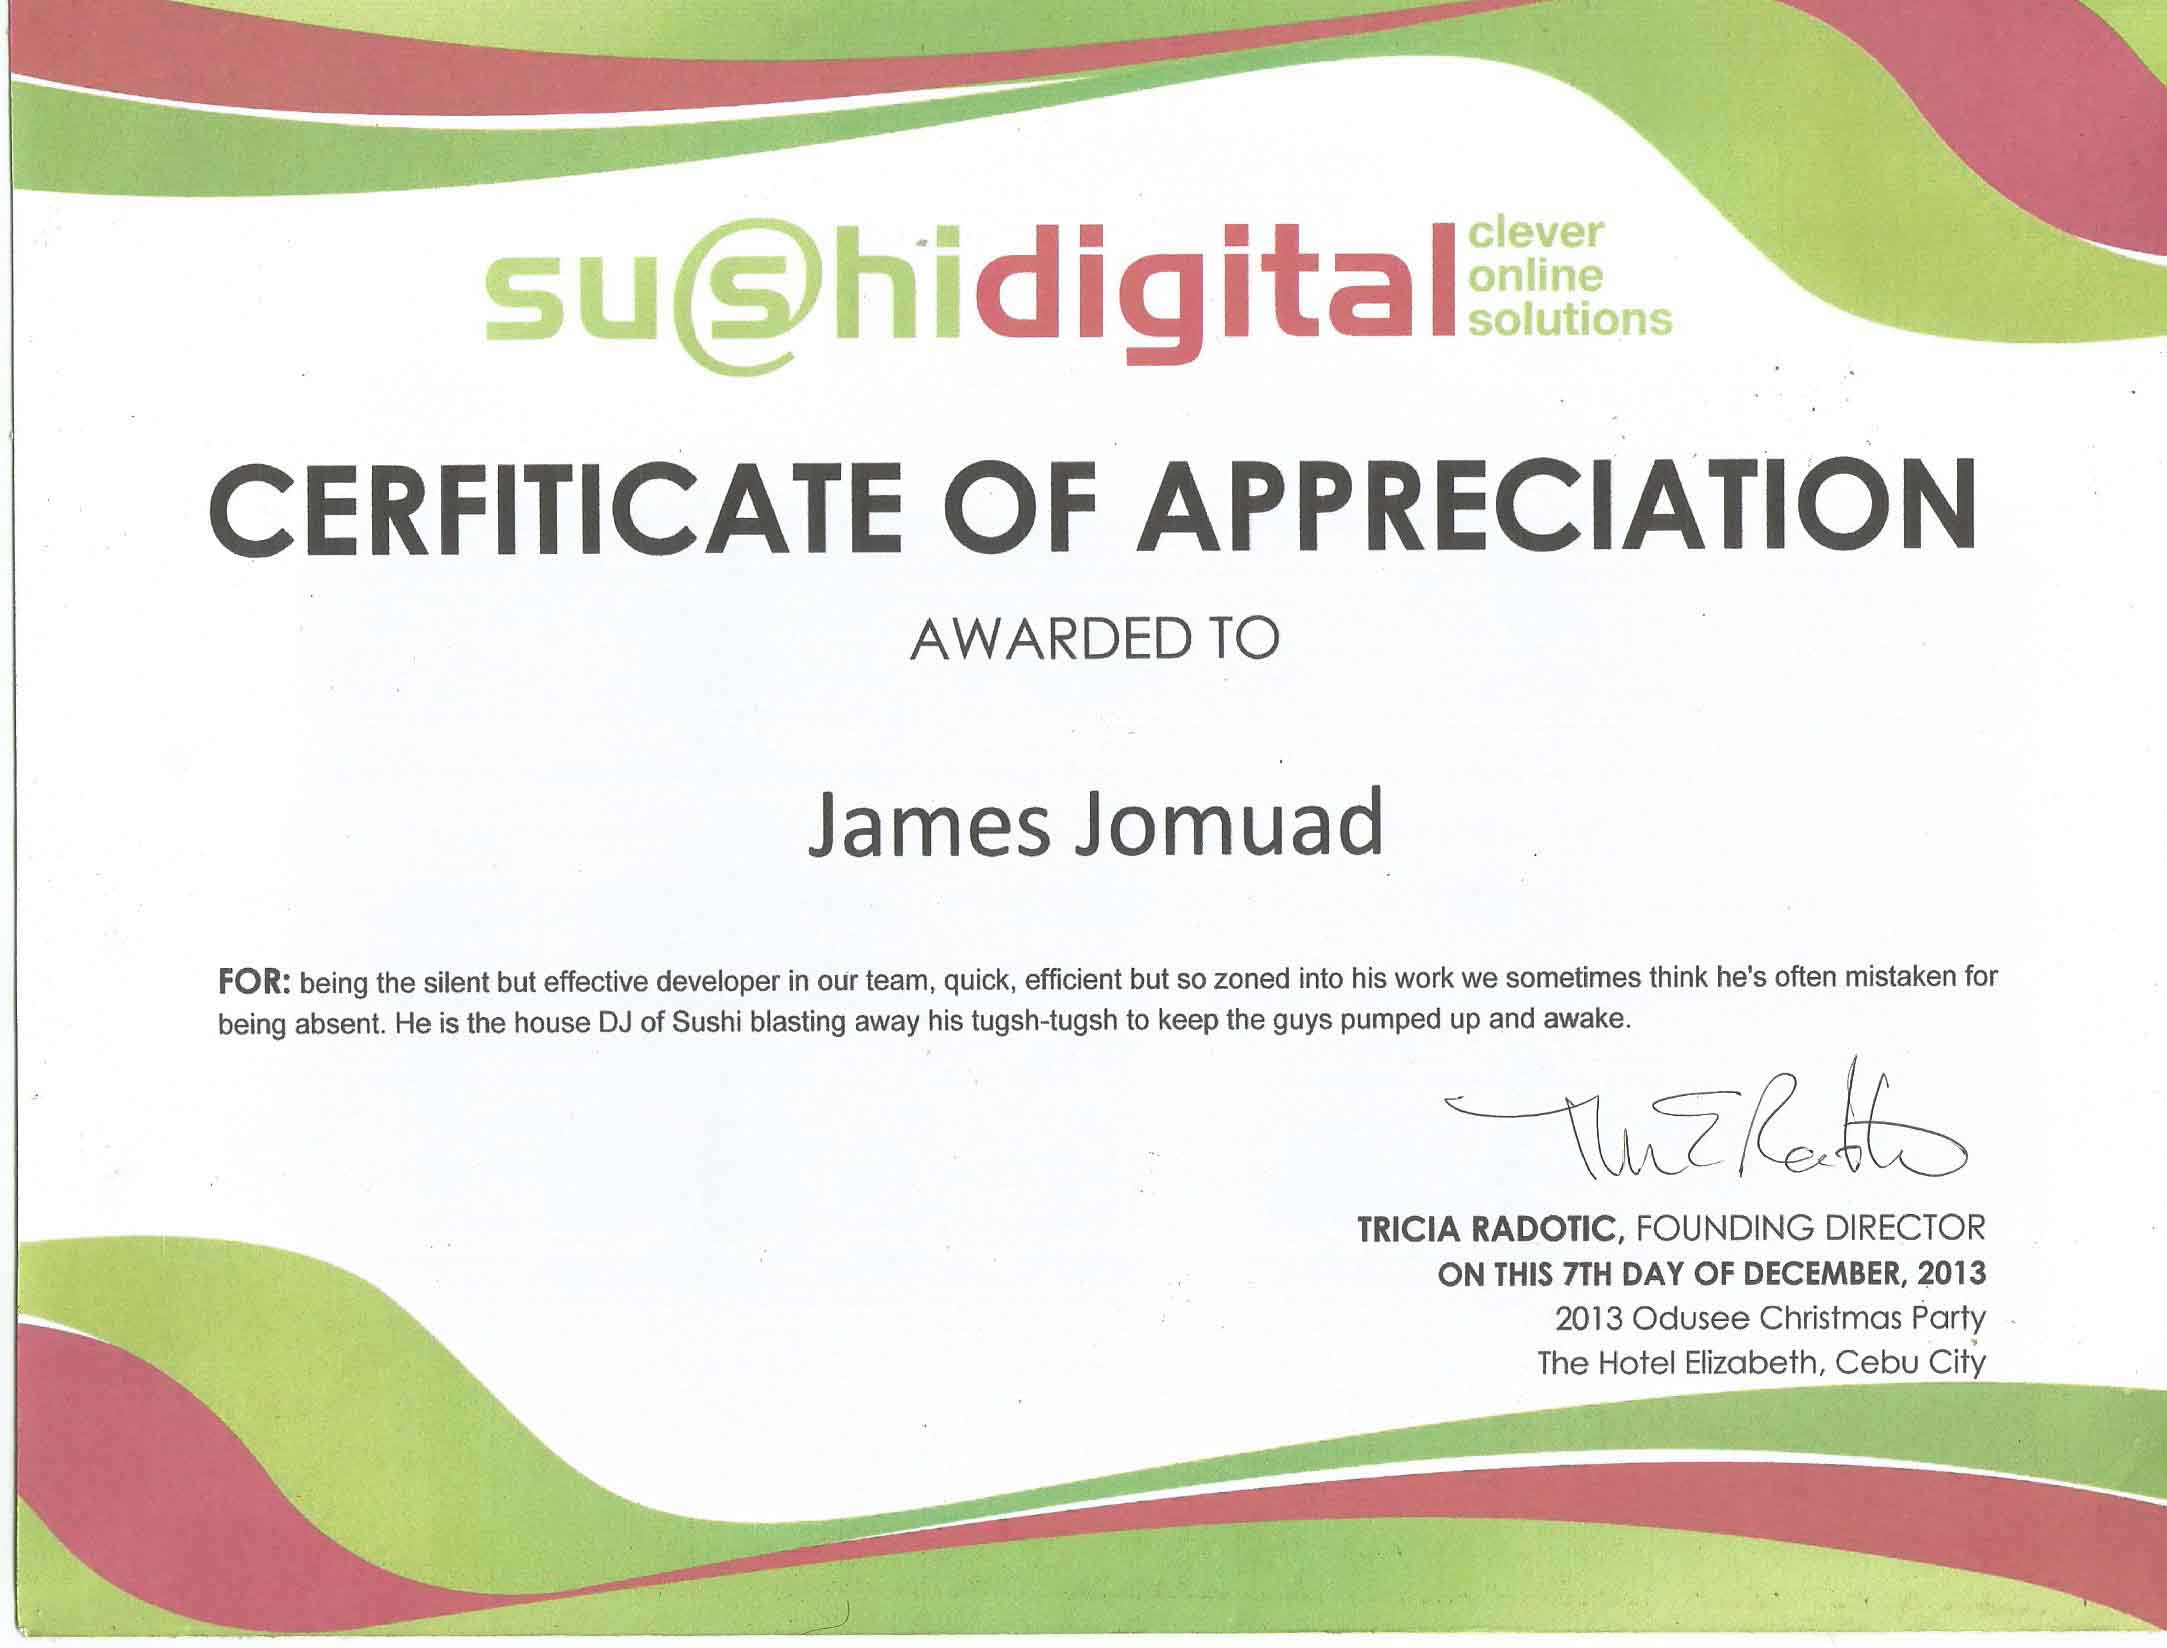 sushidigital
clever
online
solutions
CERFITICATE OF APPRECIATION
AWARDED TO
James Jomuad
FOR: being the silent but effective developer in our team, quick, efficient but so zoned into his work we sometimes think he's often mistaken for
being absent. He is the house DJ of Sushi blasting away his tugsh-tugsh to keep the guys pumped up and awake.
TRICIA RADOTIC, FOUNDING DIRECTOR
ON THIS 7TH DAY OF DECEMBER, 2013
2013 Odusee Christmas Party
The Hotel Elizabeth, Cebu City